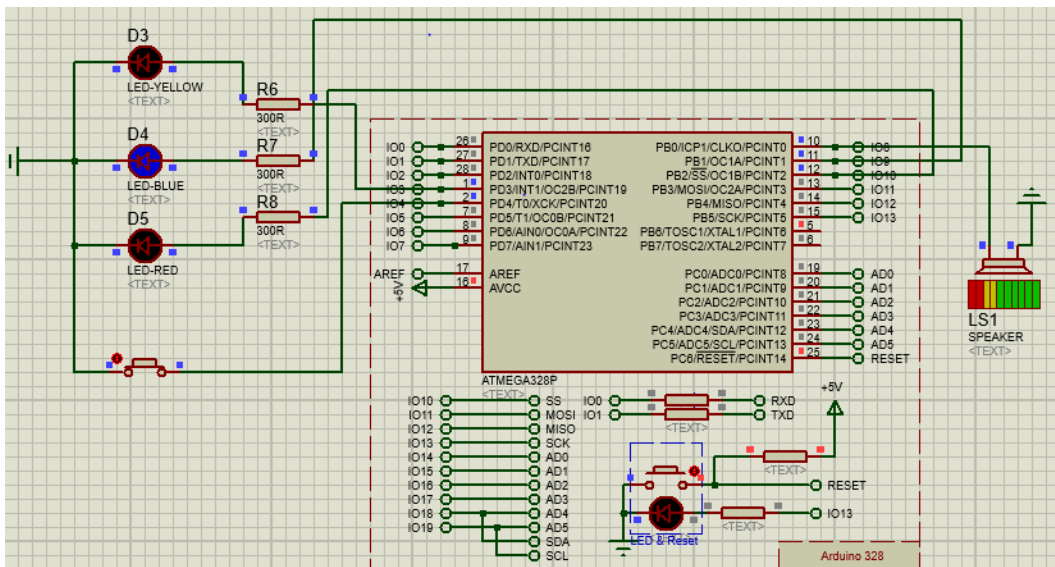 D3
LED-YELLOW
<TEXT>
R6
300R
<TEXT>
D4
LED-BLUE
<TEXT>
R7
300R
<TEXT>
D5
LED-RED
<TEXT>
R8
300R
<TEXT>
IO0 26 PD0/RXD/PCINT16
IO1 27 PD1/TXD/PCINT17
IO2 28 PD2/INT0/PCINT18
IO3 1 PD3/INT1/OC2B/PCINT19
IO4 2 PD4/T0/XCK/PCINT20
IO5 7 PD5/T1/OC0B/PCINT21
IO6 8 PD6/AIN0/OC0A/PCINT22
IO7 9 PD7/AIN1/PCINT23
AREF 17 AREF
+5V 16 AVCC
PB0/ICP1/CLKO/PCINT0 10 IO8
PB1/OC1A/PCINT1 11 IO9
PB2/SS/OC1B/PCINT2 12 IO10
PB3/MOSI/OC2A/PCINT3 13 IO11
PB4/MISO/PCINT4 14 IO12
PB5/SCK/PCINT5 15 IO13
PB6/TOSC1/XTAL1/PCINT6 5
PB7/TOSC2/XTAL2/PCINT7 6
PC0/ADC0/PCINT8 19 AD0
PC1/ADC1/PCINT9 20 AD1
PC2/ADC2/PCINT10 21 AD2
PC3/ADC3/PCINT11 22 AD3
PC4/ADC4/SDA/PCINT12 23 AD4
PC5/ADC5/SCL/PCINT13 24 AD5
PC6/RESET/PCINT14 25 RESET
ATMEGA328P
<TEXT>
LS1
SPEAKER
<TEXT>
IO10 SS
IO11 MOSI
IO12 MISO
IO13 SCK
IO14 AD0
IO15 AD1
IO16 AD2
IO17 AD3
IO18 AD4
IO19 AD5
SDA
SCL
IO0 RXD
IO1 TXD
<TEXT>
+5V
<TEXT>
RESET
IO13
<TEXT>
LED & Reset
Arduino 328